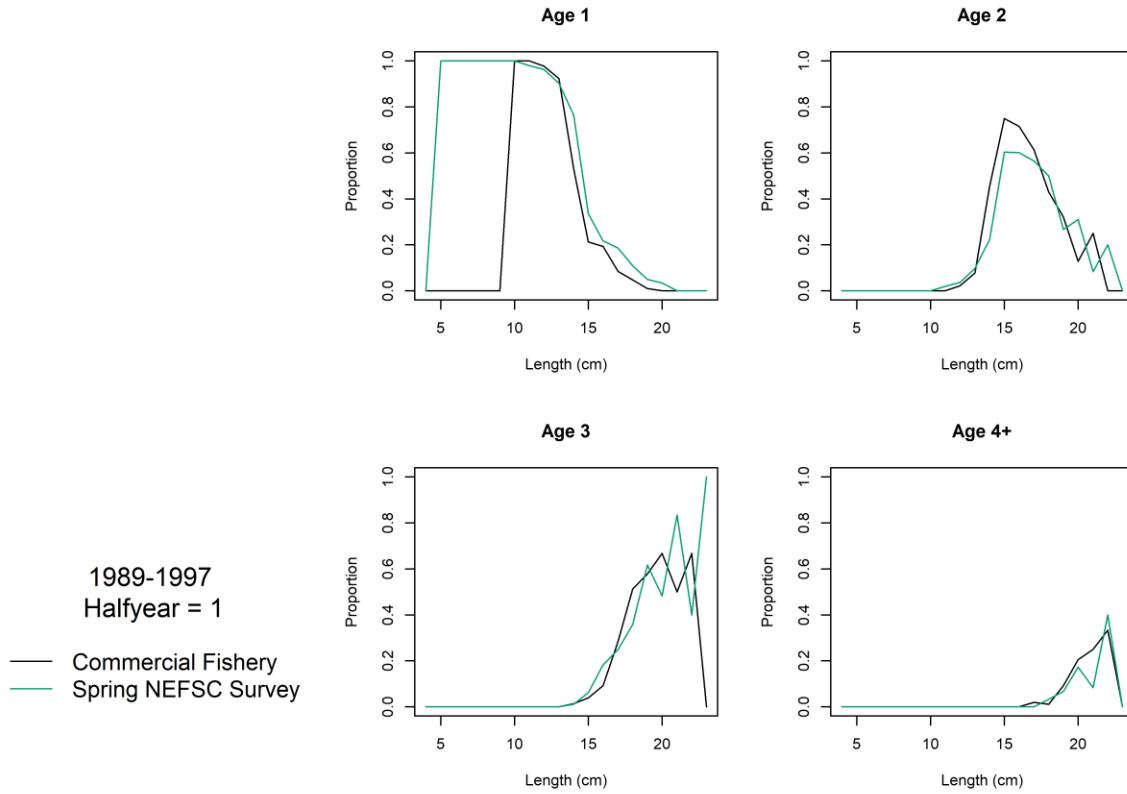 Age 1
Proportion
0.0 0.2 0.4 0.6 0.8 1.0
5 10 15 20
Length (cm)
Age 2
Proportion
0.0 0.2 0.4 0.6 0.8 1.0
5 10 15 20
Length (cm)
Age 3
Proportion
0.0 0.2 0.4 0.6 0.8 1.0
5 10 15 20
Length (cm)
Age 4+
Proportion
0.0 0.2 0.4 0.6 0.8 1.0
5 10 15 20
Length (cm)
1989-1997
Halfyear = 1
Commercial Fishery
Spring NEFSC Survey